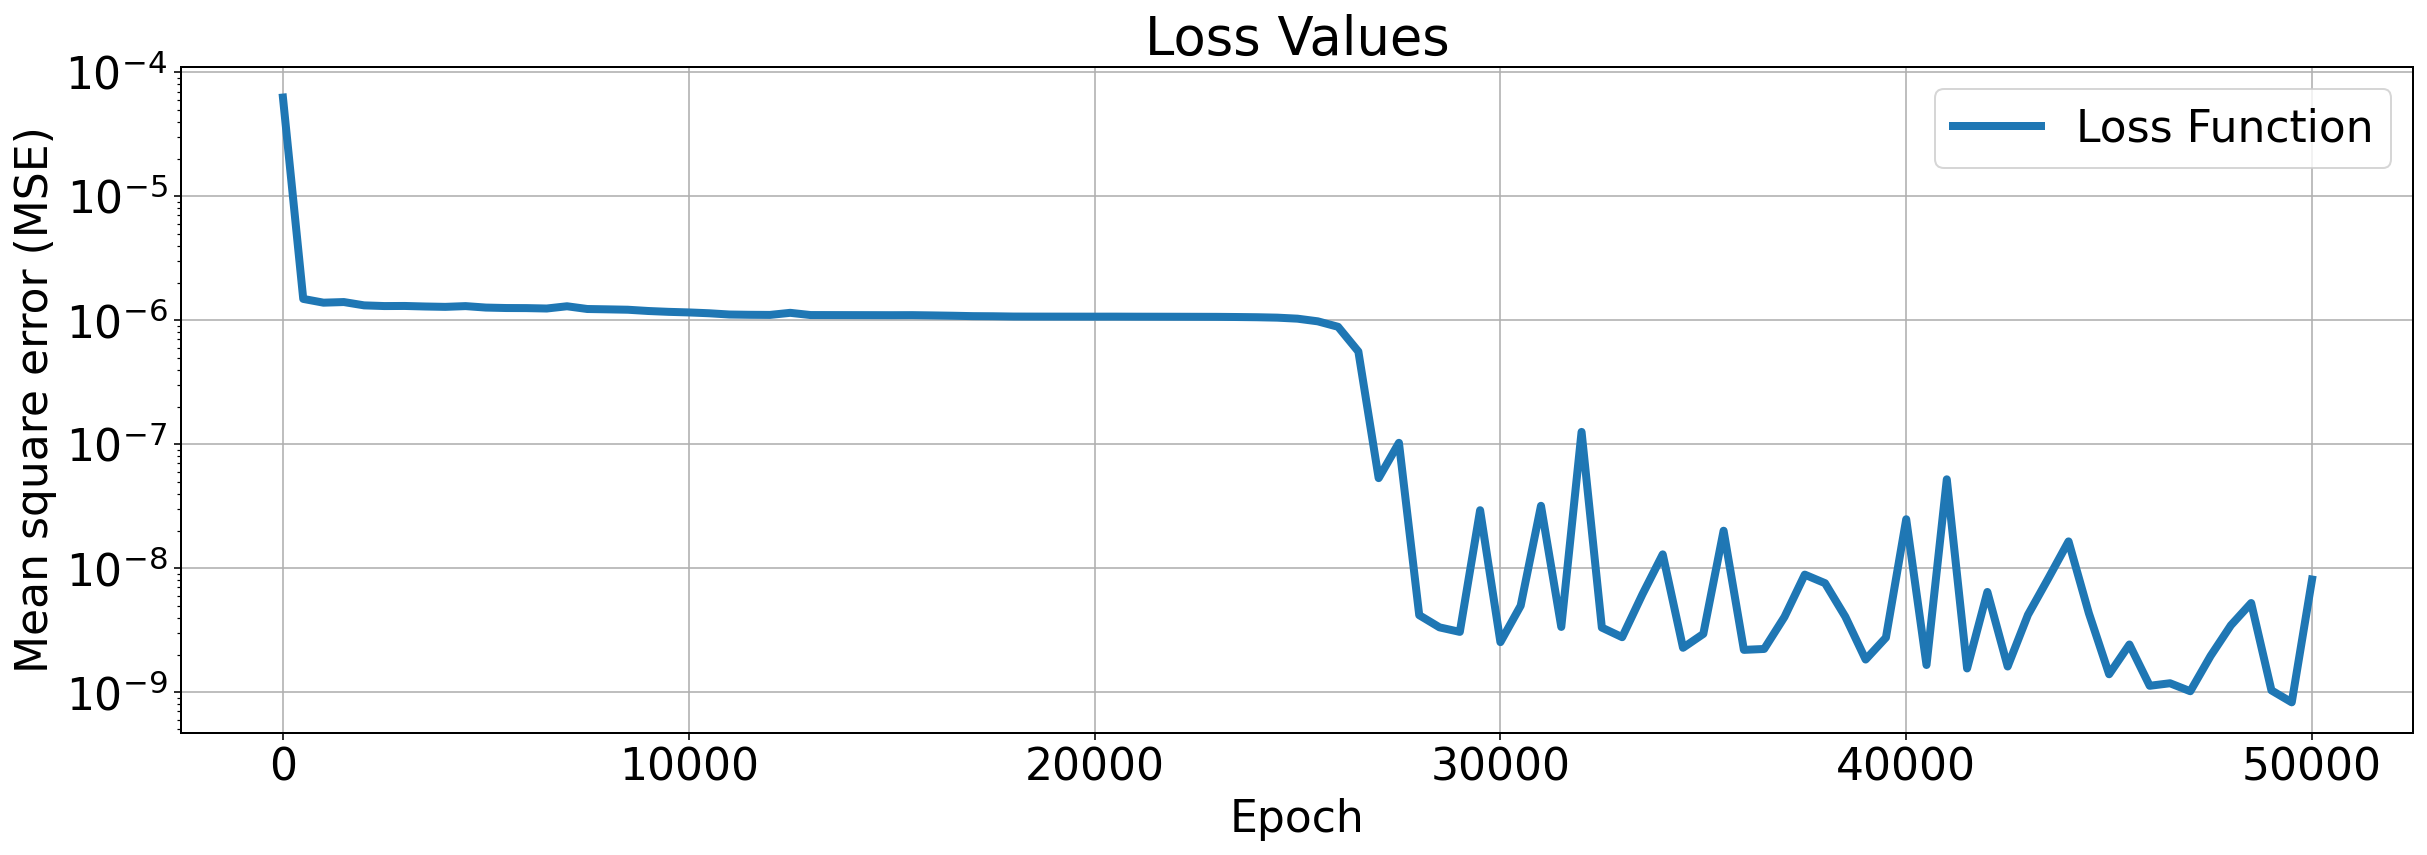 Loss Values
10⁻⁴
10⁻⁵
10⁻⁶
10⁻⁷
10⁻⁸
10⁻⁹
Mean square error (MSE)
Loss Function
0 10000 20000 30000 40000 50000
Epoch